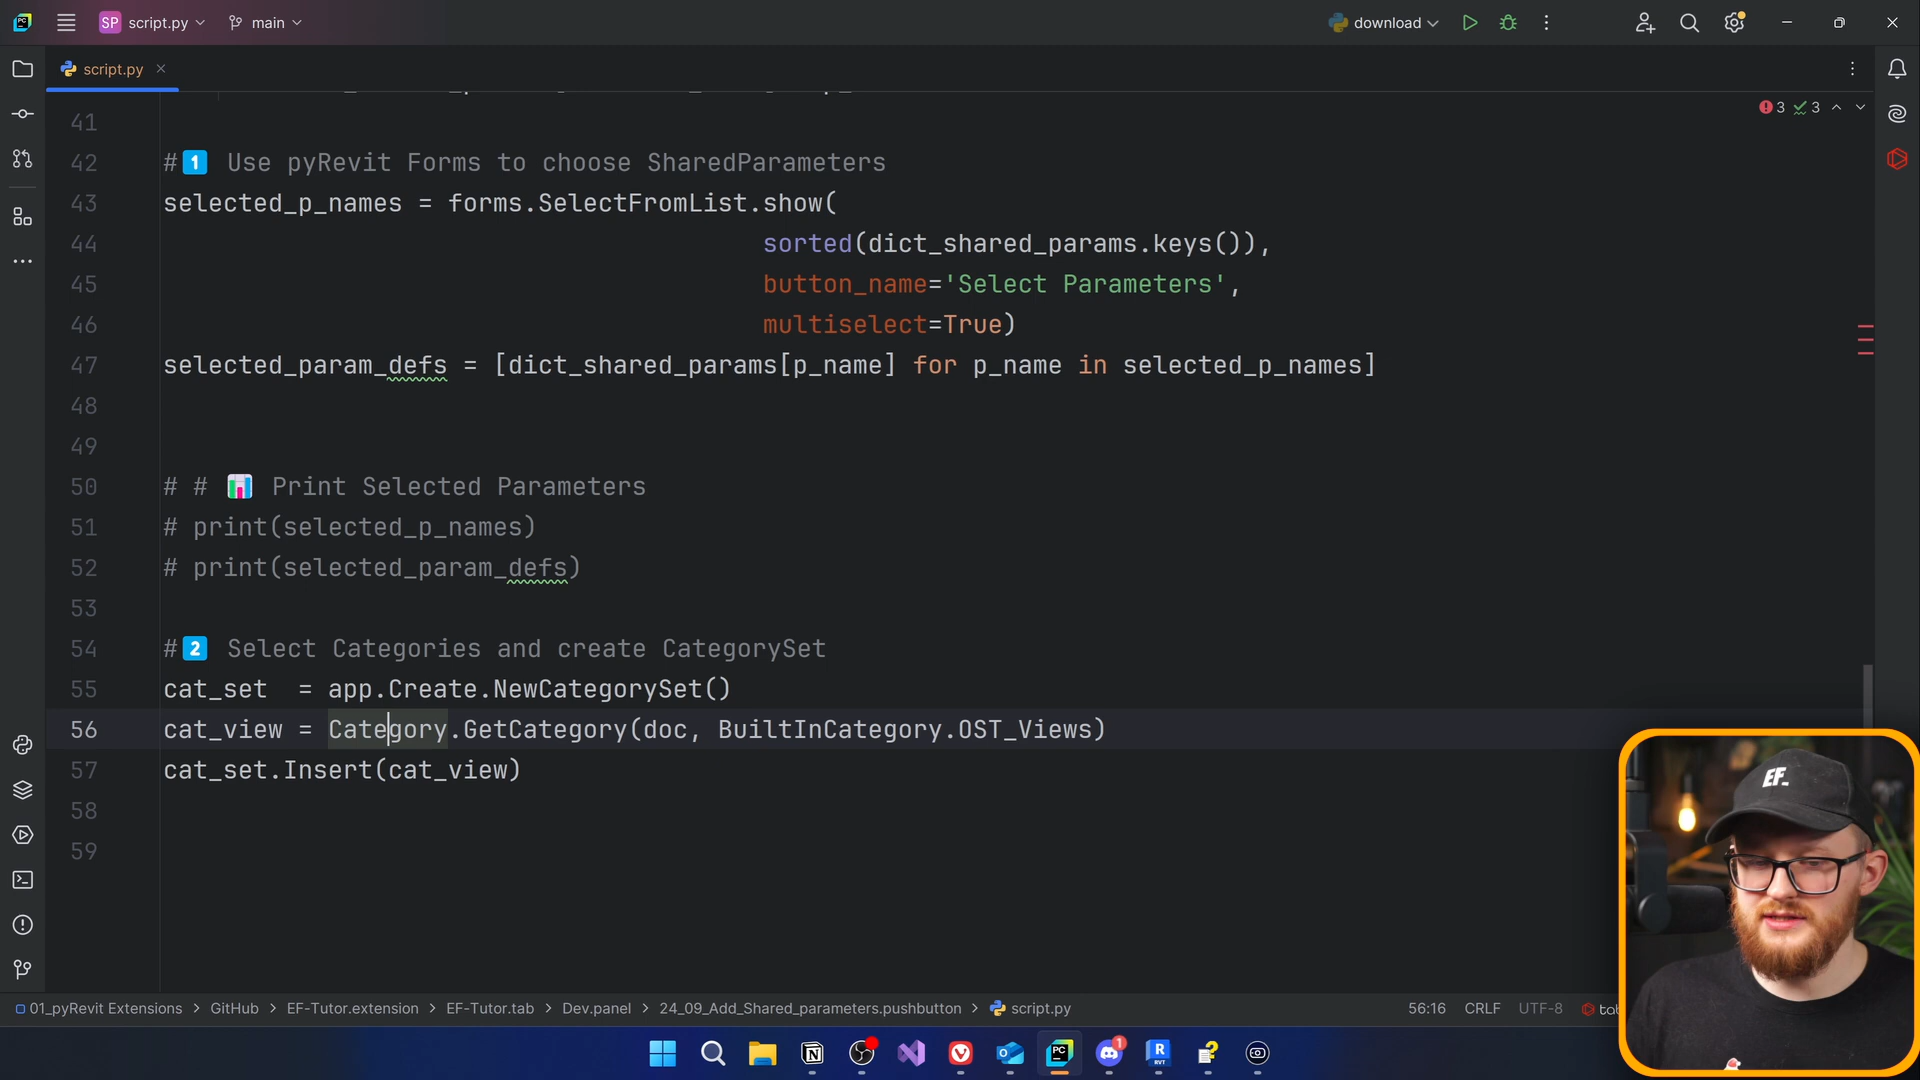 SP script.py main download
script.py
3 3
41
42 #1 Use pyRevit Forms to choose SharedParameters
43 selected_p_names = forms.SelectFromList.show(
44 sorted(dict_shared_params.keys()),
45 button_name='Select Parameters',
46 multiselect=True)
47 selected_param_defs = [dict_shared_params[p_name] for p_name in selected_p_names]
48
49
50 # # 📊 Print Selected Parameters
51 # print(selected_p_names)
52 # print(selected_param_defs)
53
54 #2 Select Categories and create CategorySet
55 cat_set  = app.Create.NewCategorySet()
56 cat_view = Category.GetCategory(doc, BuiltInCategory.OST_Views)
57 cat_set.Insert(cat_view)
58
59
EF_
01_pyRevit Extensions > GitHub > EF-Tutor.extension > EF-Tutor.tab > Dev.panel > 24_09_Add_Shared_parameters.pushbutton > script.py 56:16 CRLF UTF-8
PC
1
R
RVT